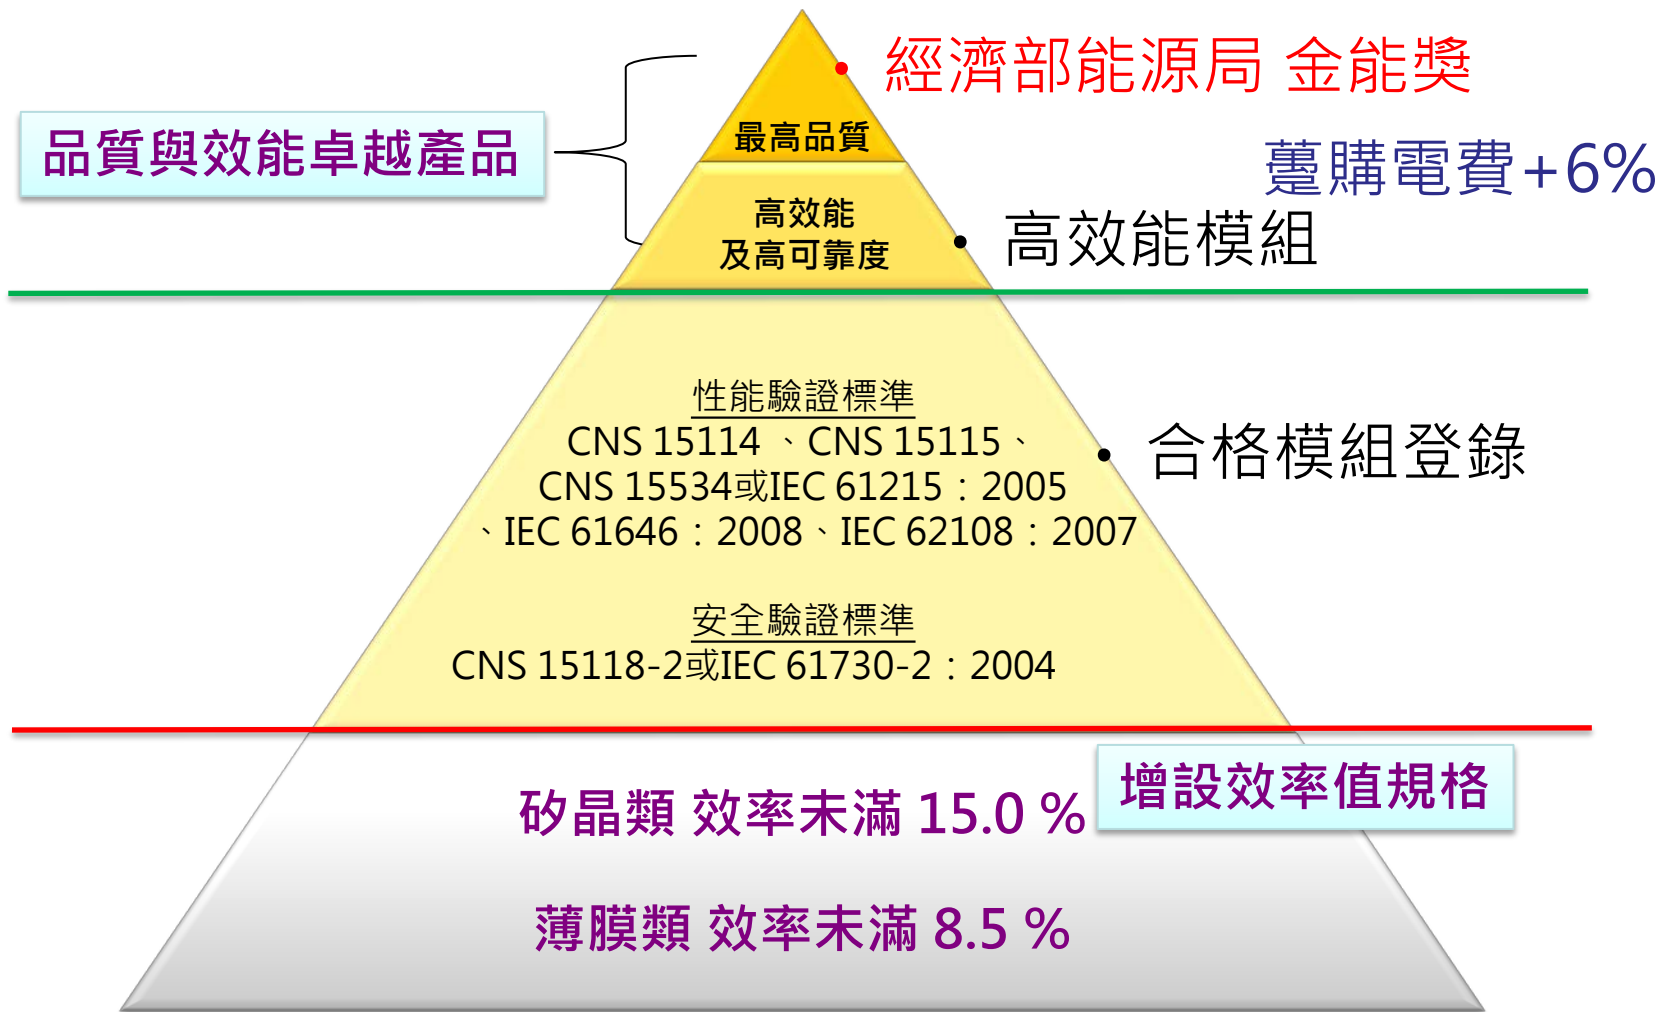 經濟部能源局 金能獎
最高品質
品質與效能卓越產品
躉購電費+6%
高效能
及高可靠度
高效能模組
性能驗證標準
CNS 15114 、CNS 15115、
CNS 15534或IEC 61215：2005
、IEC 61646：2008、IEC 62108：2007
合格模組登錄
安全驗證標準
CNS 15118-2或IEC 61730-2：2004
增設效率值規格
矽晶類 效率未滿 15.0 %
薄膜類 效率未滿 8.5 %